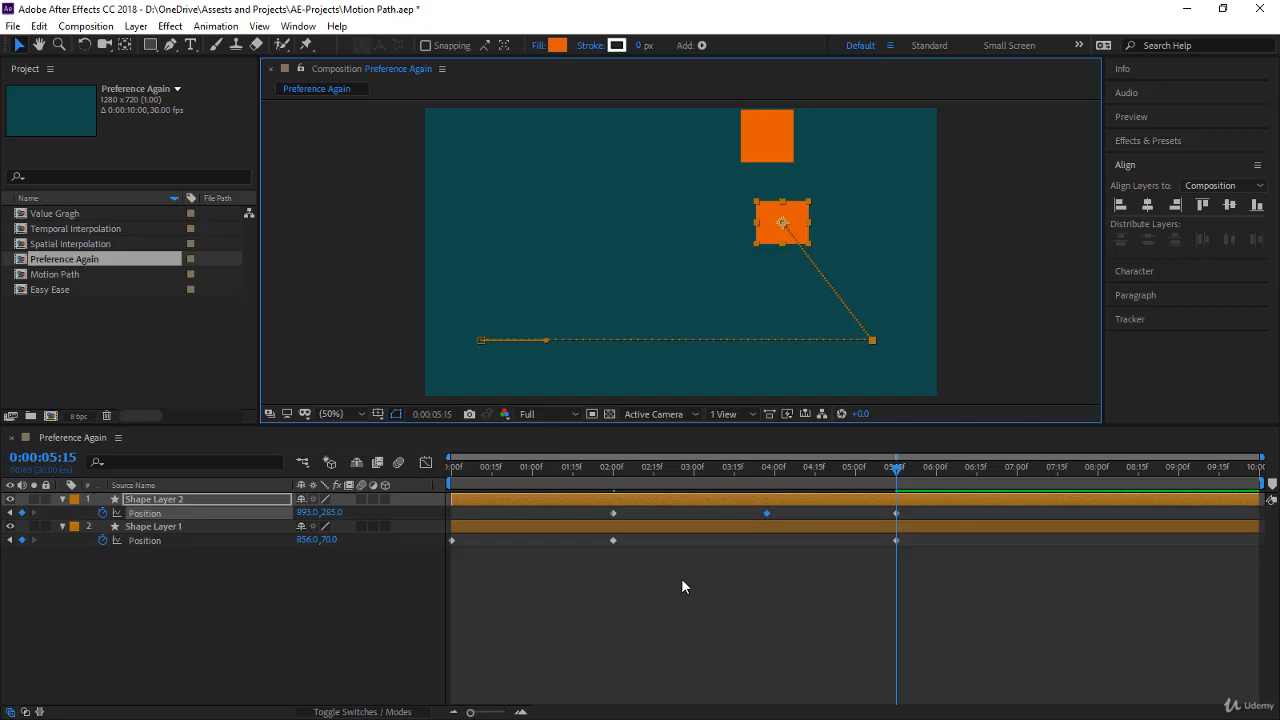 Adobe After Effects CC 2018 - D:\OneDrive\Assests and Projects\AE-Projects\Motion Path.aep *
File Edit Composition Layer Effect Animation View Window Help
Snapping Fill: Stroke: 0 px Add: Default Standard Small Screen Search Help
Project
Preference Again
1280 x 720 (1.00)
Δ 0:00:10:00, 30.00 fps
Name File Path
Value Gragh
Temporal Interpolation
Spatial Interpolation
Preference Again
Motion Path
Easy Ease
8 bpc
Composition Preference Again
Preference Again
(50%) 0:00:05:15 Full Active Camera 1 View +0.0
Info
Audio
Preview
Effects & Presets
Align
Align Layers to: Composition
Distribute Layers:
Character
Paragraph
Tracker
Preference Again
0:00:05:15
00165 (30.00 fps)
# Source Name
:00f 00:15f 01:00f 01:15f 02:00f 02:15f 03:00f 03:15f 04:00f 04:15f 05:00f 06:00f 06:15f 07:00f 07:15f 08:00f 08:15f 09:00f 09:15f 10:00
1 Shape Layer 2
Position 893.0,285.0
2 Shape Layer 1
Position 856.0,70.0
Toggle Switches / Modes
Udemy